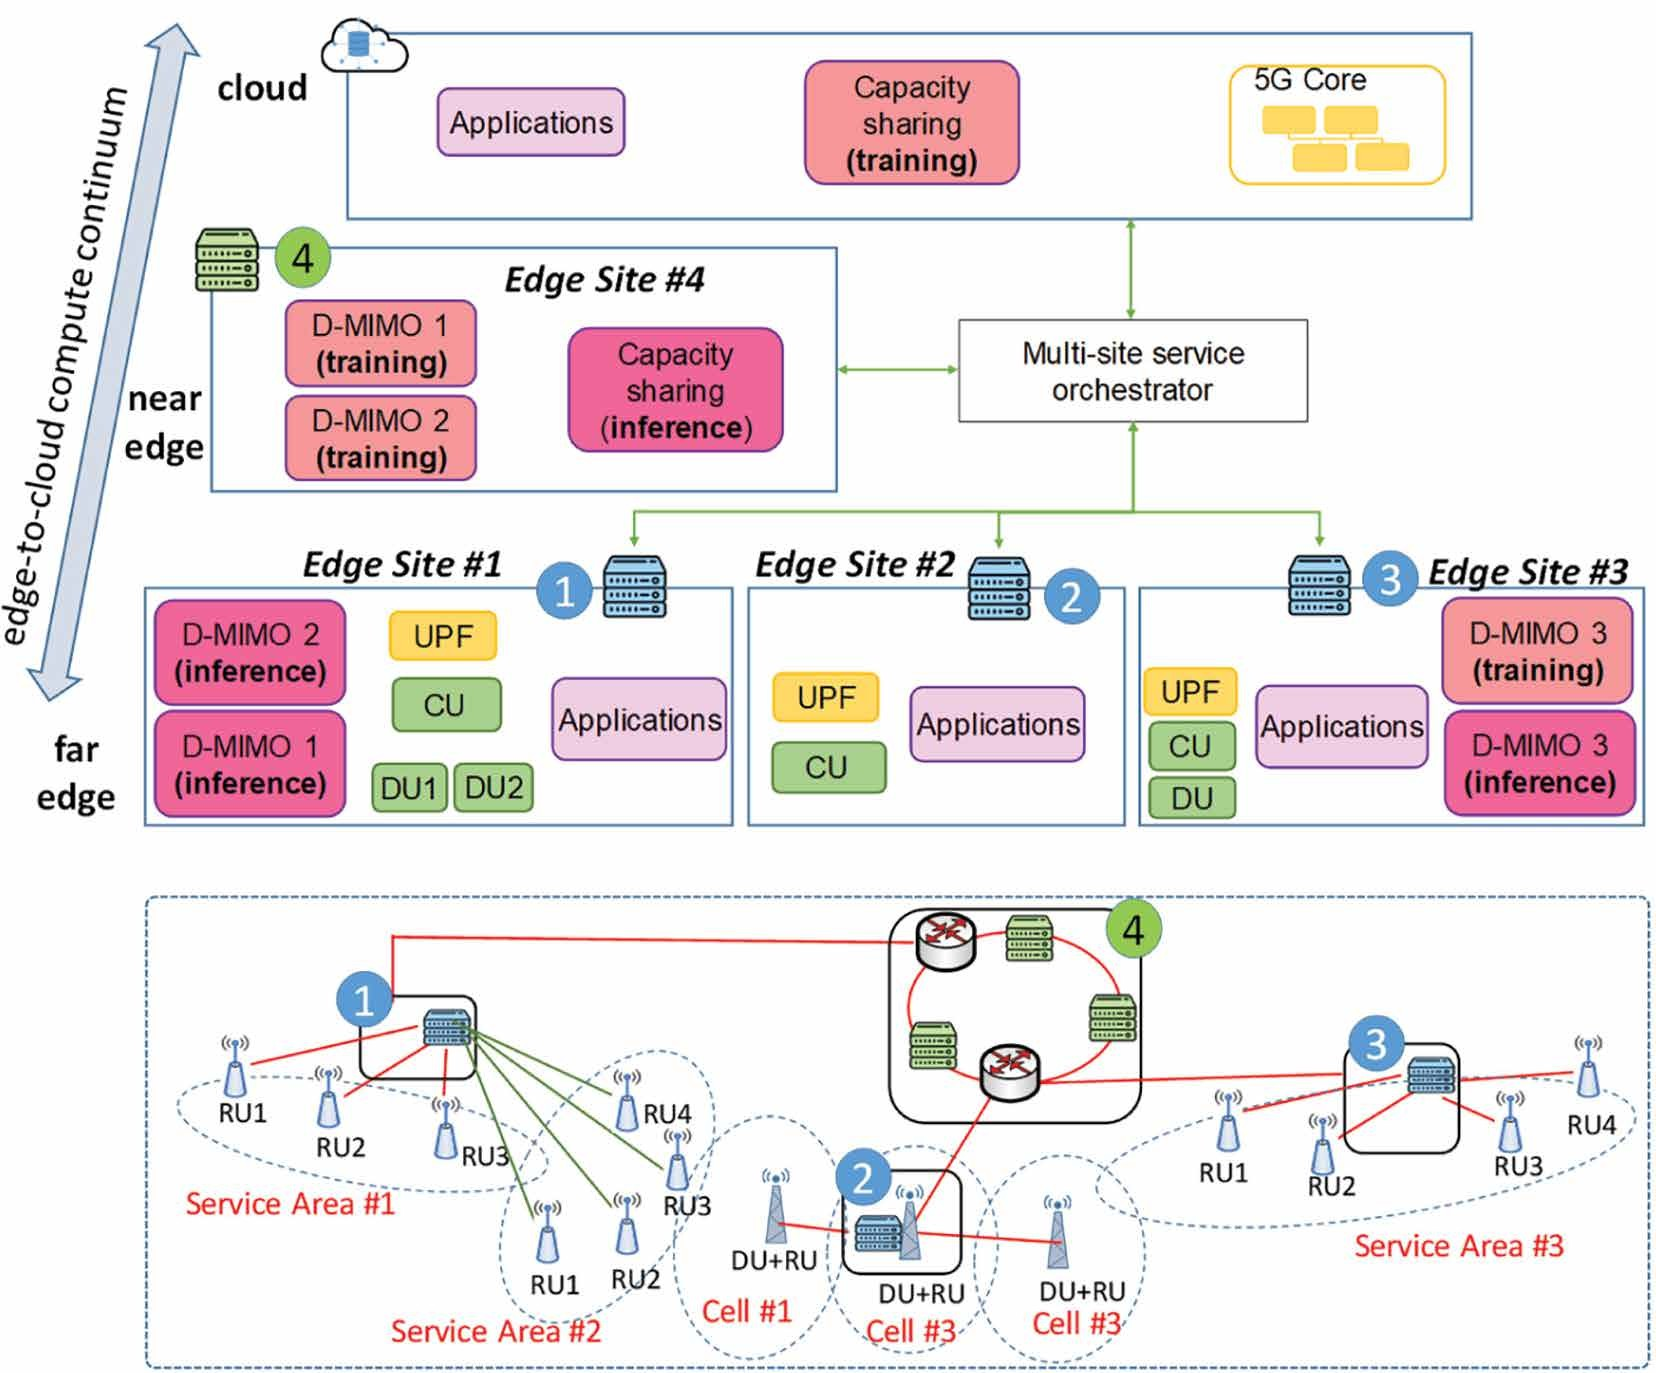 edge-to-cloud compute continuum
cloud
Applications
Capacity
sharing
(training)
5G Core
4
Edge Site #4
D-MIMO 1
(training)
D-MIMO 2
(training)
Capacity
sharing
(inference)
near
edge
Multi-site service
orchestrator
Edge Site #1
1
D-MIMO 2
(inference)
D-MIMO 1
(inference)
UPF
CU
DU1
DU2
Applications
Edge Site #2
2
UPF
CU
Applications
3
Edge Site #3
UPF
CU
DU
Applications
D-MIMO 3
(training)
D-MIMO 3
(inference)
far
edge
4
1
RU1
RU2
RU3
Service Area #1
RU4
RU3
RU1
RU2
Service Area #2
DU+RU
Cell #1
2
DU+RU
Cell #3
DU+RU
Cell #3
3
RU1
RU2
RU3
RU4
Service Area #3